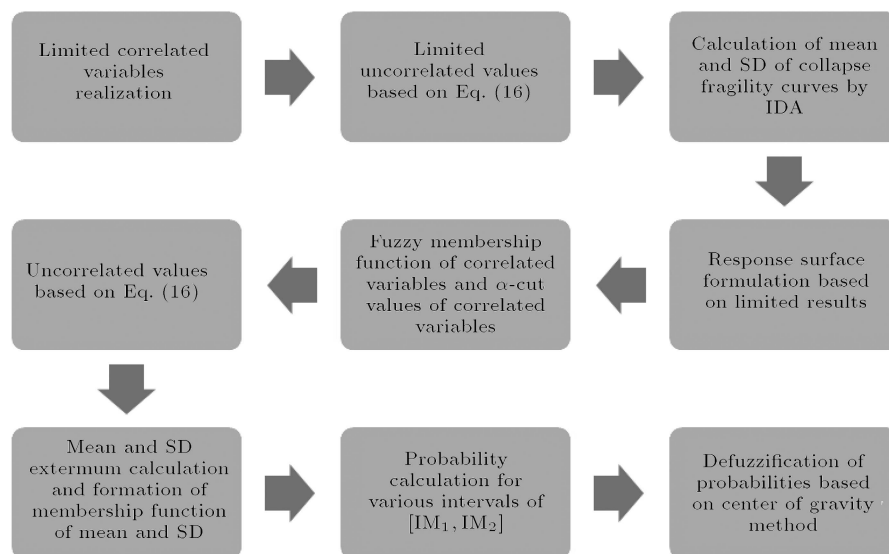 Limited correlated
variables
realization
Limited
uncorrelated values
based on Eq. (16)
Calculation of mean
and SD of collapse
fragility curves by
IDA
Response surface
formulation based
on limited results
Fuzzy membership
function of correlated
variables and α-cut
values of correlated
variables
Uncorrelated values
based on Eq. (16)
Mean and SD
extermum calculation
and formation of
membership function
of mean and SD
Probability
calculation for
various intervals of
[IM₁, IM₂]
Defuzzification of
probabilities based
on center of gravity
method